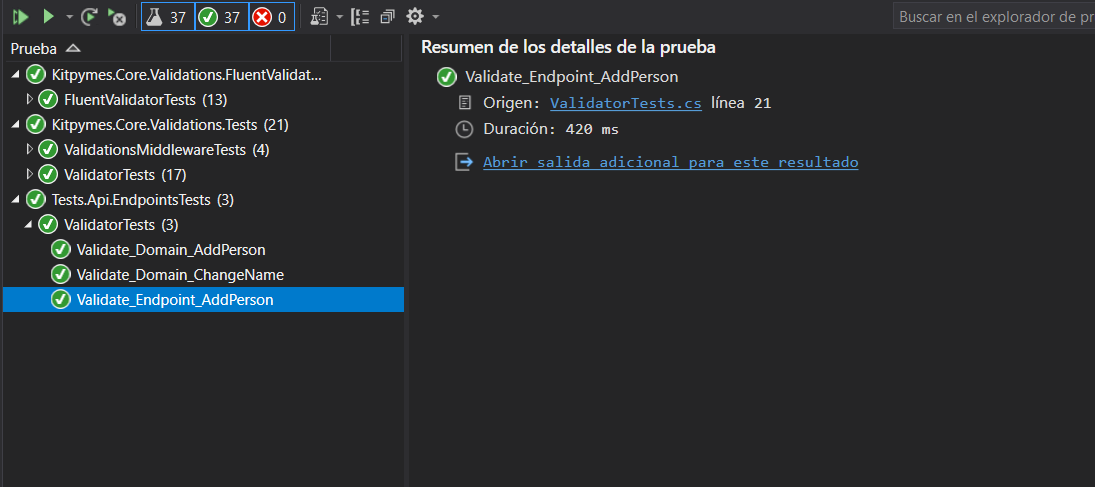 37 37 0
Buscar en el explorador de pr
Prueba
Kitpymes.Core.Validations.FluentValidat...
FluentValidatorTests (13)
Kitpymes.Core.Validations.Tests (21)
ValidationsMiddlewareTests (4)
ValidatorTests (17)
Tests.Api.EndpointsTests (3)
ValidatorTests (3)
Validate_Domain_AddPerson
Validate_Domain_ChangeName
Validate_Endpoint_AddPerson
Resumen de los detalles de la prueba
Validate_Endpoint_AddPerson
Origen: ValidatorTests.cs línea 21
Duración: 420 ms
Abrir salida adicional para este resultado